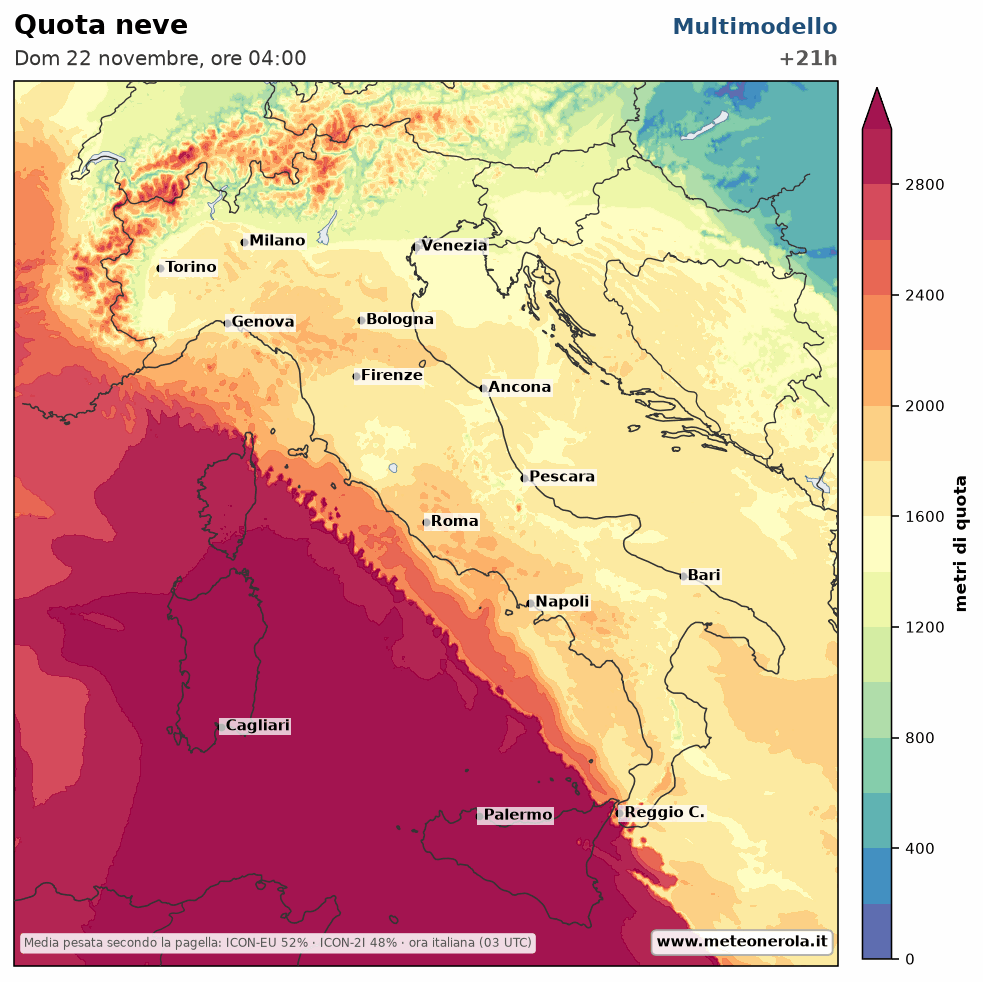 Quota neve
Multimodello
Dom 22 novembre, ore 04:00
+21h
Milano
Venezia
Torino
Genova
Bologna
Firenze
Ancona
Pescara
Roma
Bari
Napoli
Cagliari
Palermo
Reggio C.
2800
2400
2000
1600
1200
800
400
0
metri di quota
Media pesata secondo la pagella: ICON-EU 52% · ICON-2I 48% · ora italiana (03 UTC)
www.meteonerola.it